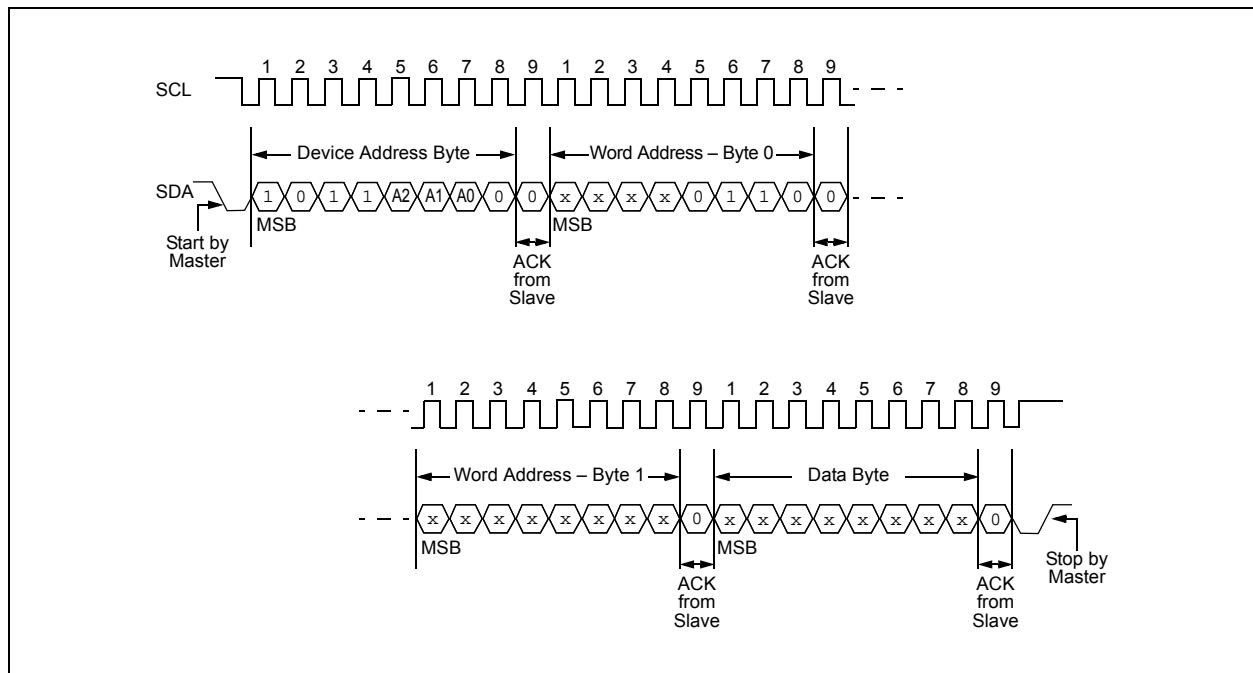 1 2 3 4 5 6 7 8 9 1 2 3 4 5 6 7 8 9
SCL
Device Address Byte Word Address – Byte 0
SDA 1 0 1 1 A2 A1 A0 0 0 x x x x 0 1 1 0 0
MSB MSB
Start by
Master
ACK
from
Slave
ACK
from
Slave
1 2 3 4 5 6 7 8 9 1 2 3 4 5 6 7 8 9
Word Address – Byte 1 Data Byte
x x x x x x x x 0 x x x x x x x x 0
MSB MSB
ACK
from
Slave
ACK
from
Slave
Stop by
Master